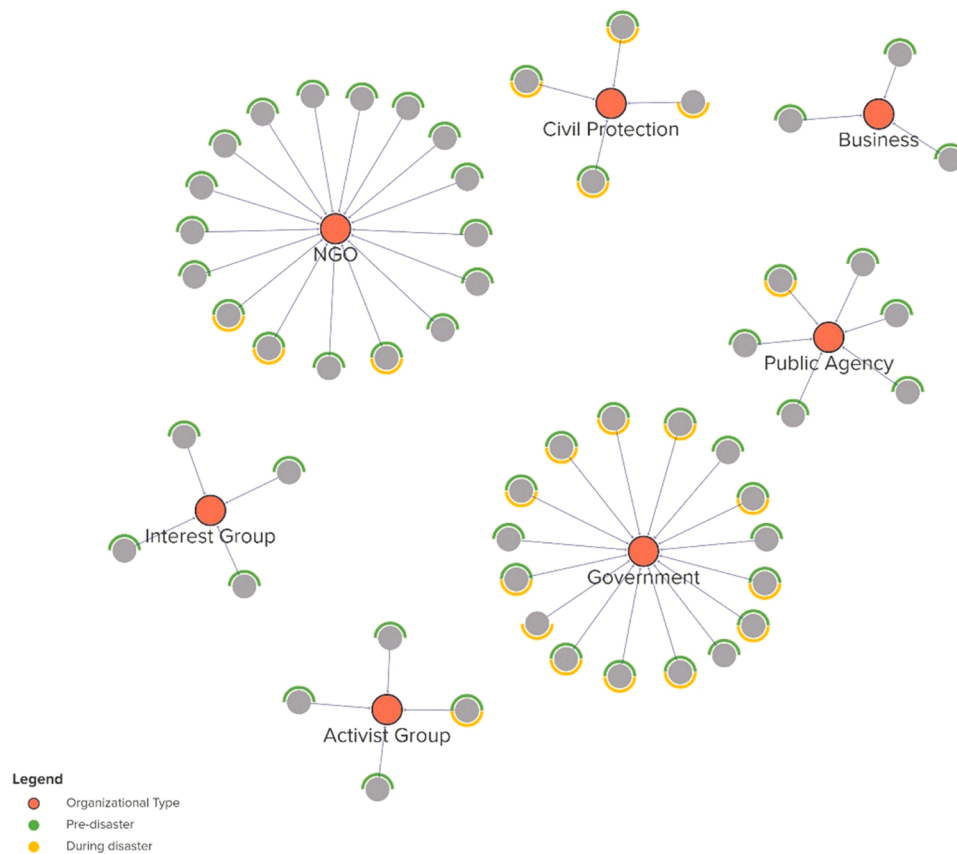 Civil Protection
Business
NGO
Public Agency
Interest Group
Government
Activist Group
Legend
Organizational Type
Pre-disaster
During disaster